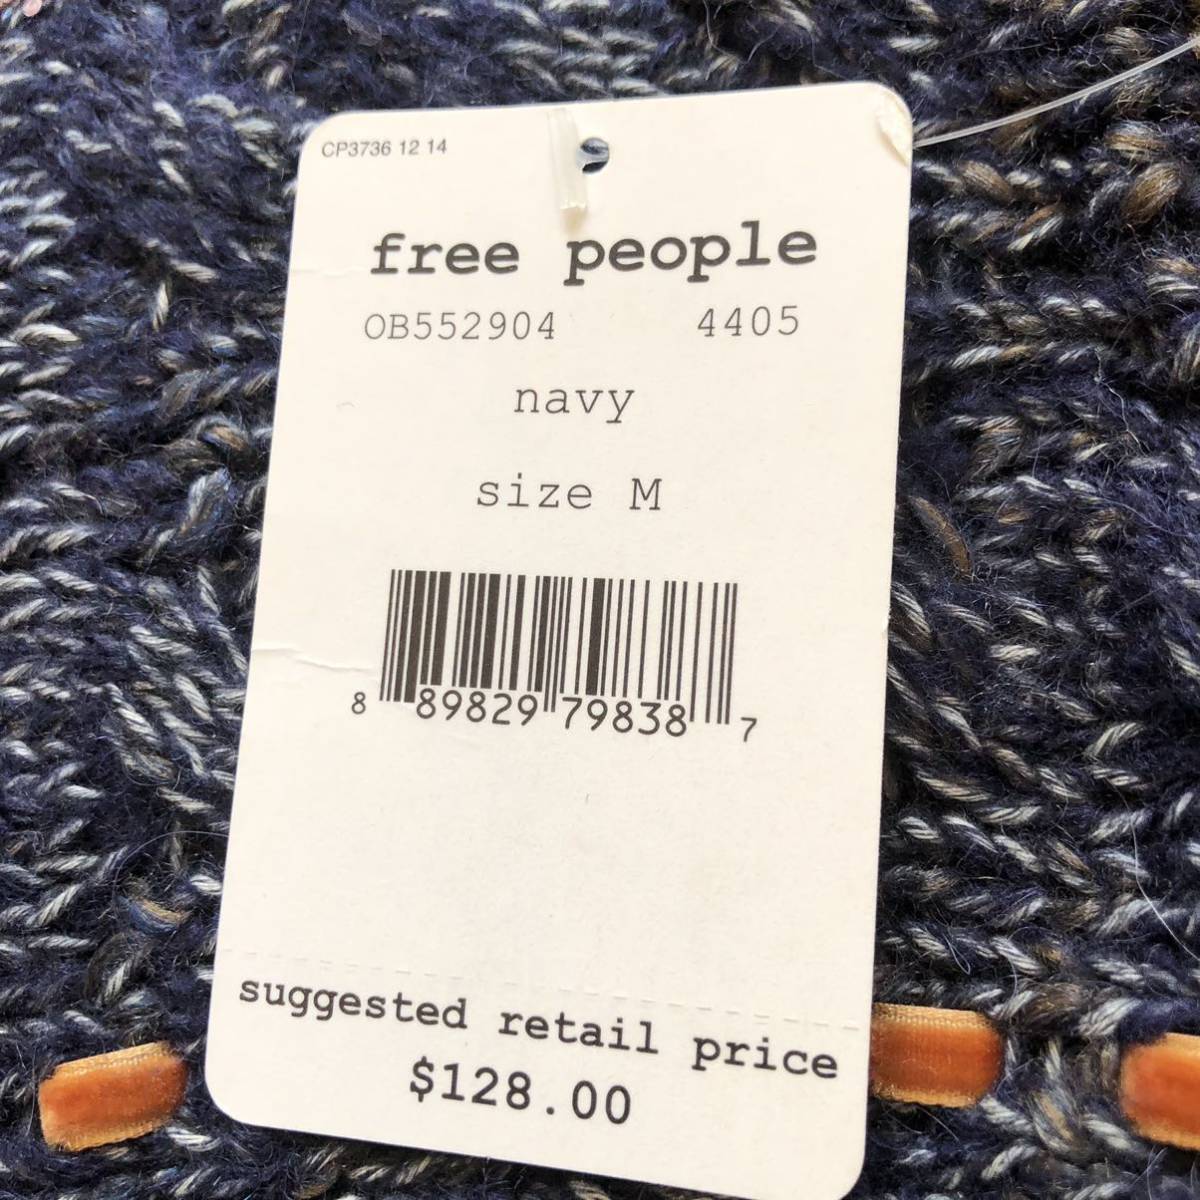 CP3736 12 14
free people
OB552904 4405
navy
size M
8 89829 79838 7
suggested retail price
$128.00